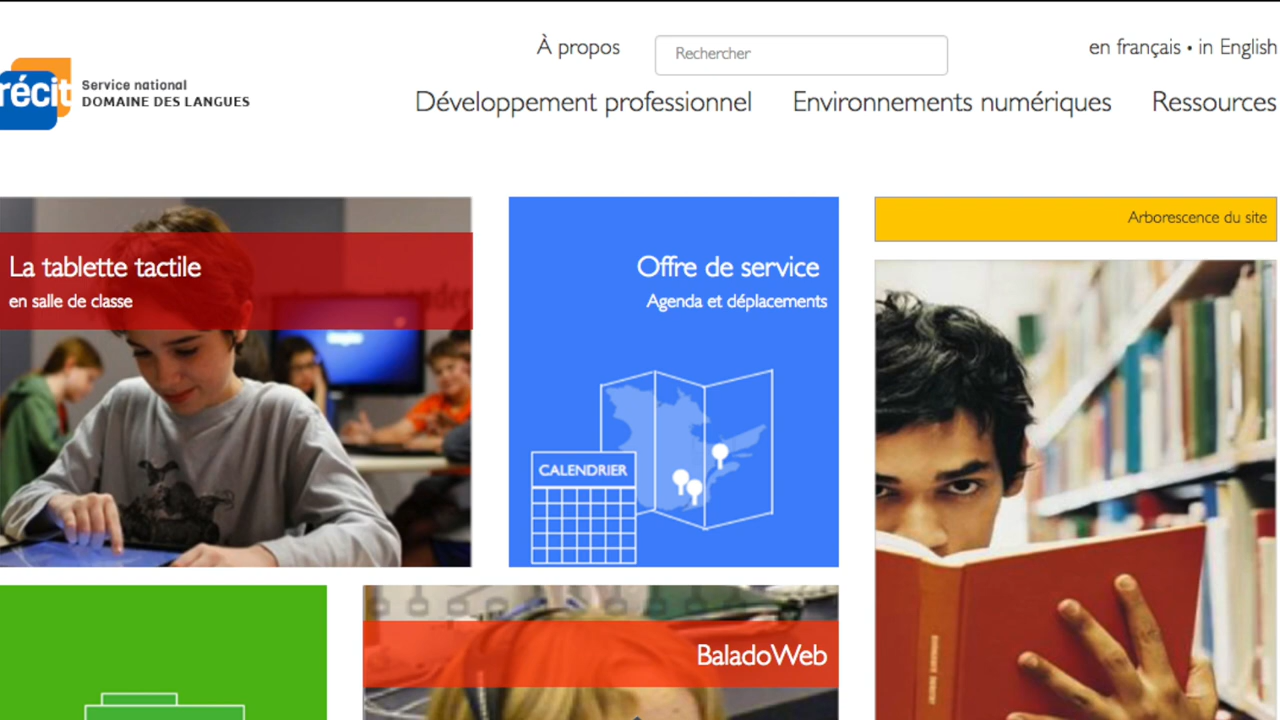 À propos
Rechercher
en français • in English
récit
Service national
DOMAINE DES LANGUES
Développement professionnel
Environnements numériques
Ressources
La tablette tactile
en salle de classe
Offre de service
Agenda et déplacements
CALENDRIER
Arborescence du site
BaladoWeb